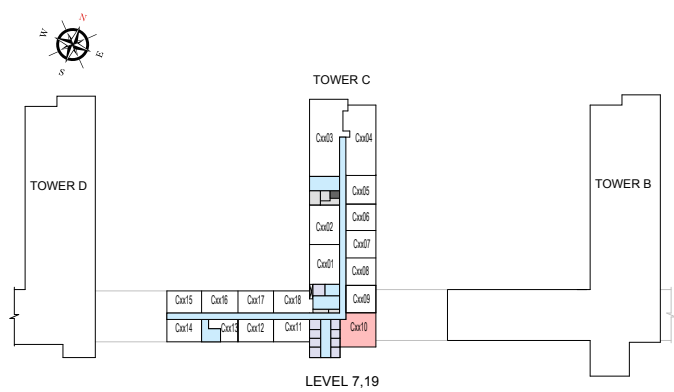 N
W
E
S
TOWER C
Cxx03
Cxx04
TOWER D
TOWER B
Cxx05
Cxx06
Cxx02
Cxx07
Cxx01
Cxx08
Cxx15 Cxx16 Cxx17 Cxx18
Cxx09
Cxx14 Cxx13 Cxx12 Cxx11
Cxx10
LEVEL 7,19